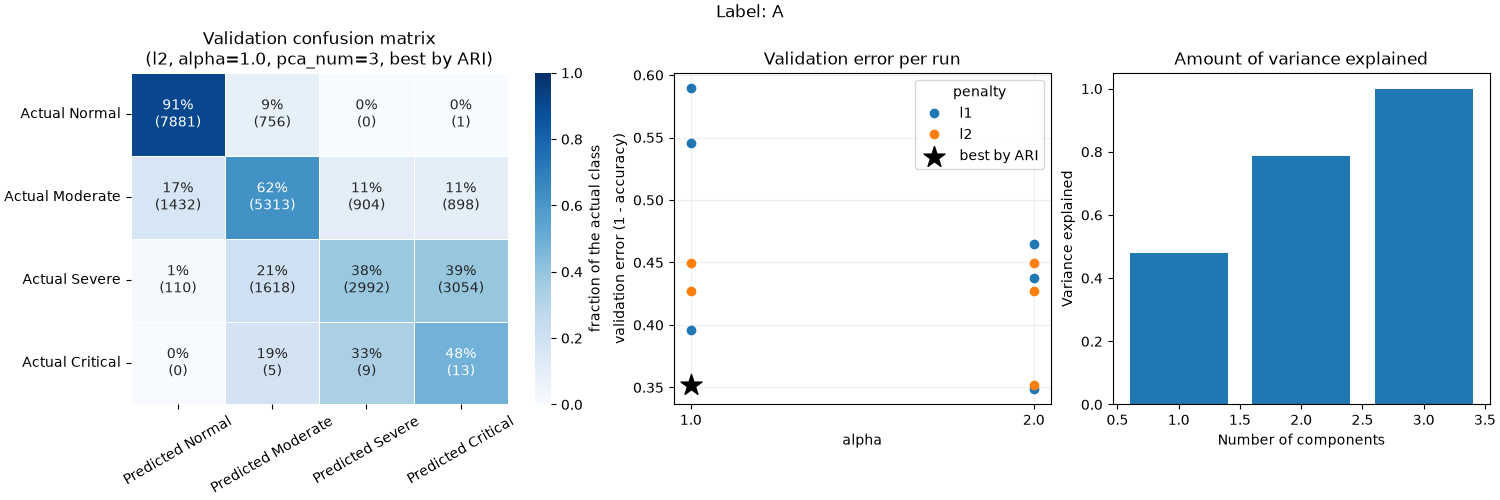 Label: A
Validation confusion matrix
(l2, alpha=1.0, pca_num=3, best by ARI)
Actual Normal
91%
(7881)
9%
(756)
0%
(0)
0%
(1)
Actual Moderate
17%
(1432)
62%
(5313)
11%
(904)
11%
(898)
Actual Severe
1%
(110)
21%
(1618)
38%
(2992)
39%
(3054)
Actual Critical
0%
(0)
19%
(5)
33%
(9)
48%
(13)
Predicted Normal
Predicted Moderate
Predicted Severe
Predicted Critical
1.0
0.8
0.6
0.4
0.2
0.0
fraction of the actual class
Validation error per run
validation error (1 - accuracy)
0.60
0.55
0.50
0.45
0.40
0.35
1.0
2.0
alpha
penalty
l1
l2
best by ARI
Amount of variance explained
Variance explained
1.0
0.8
0.6
0.4
0.2
0.0
0.5
1.0
1.5
2.0
2.5
3.0
3.5
Number of components